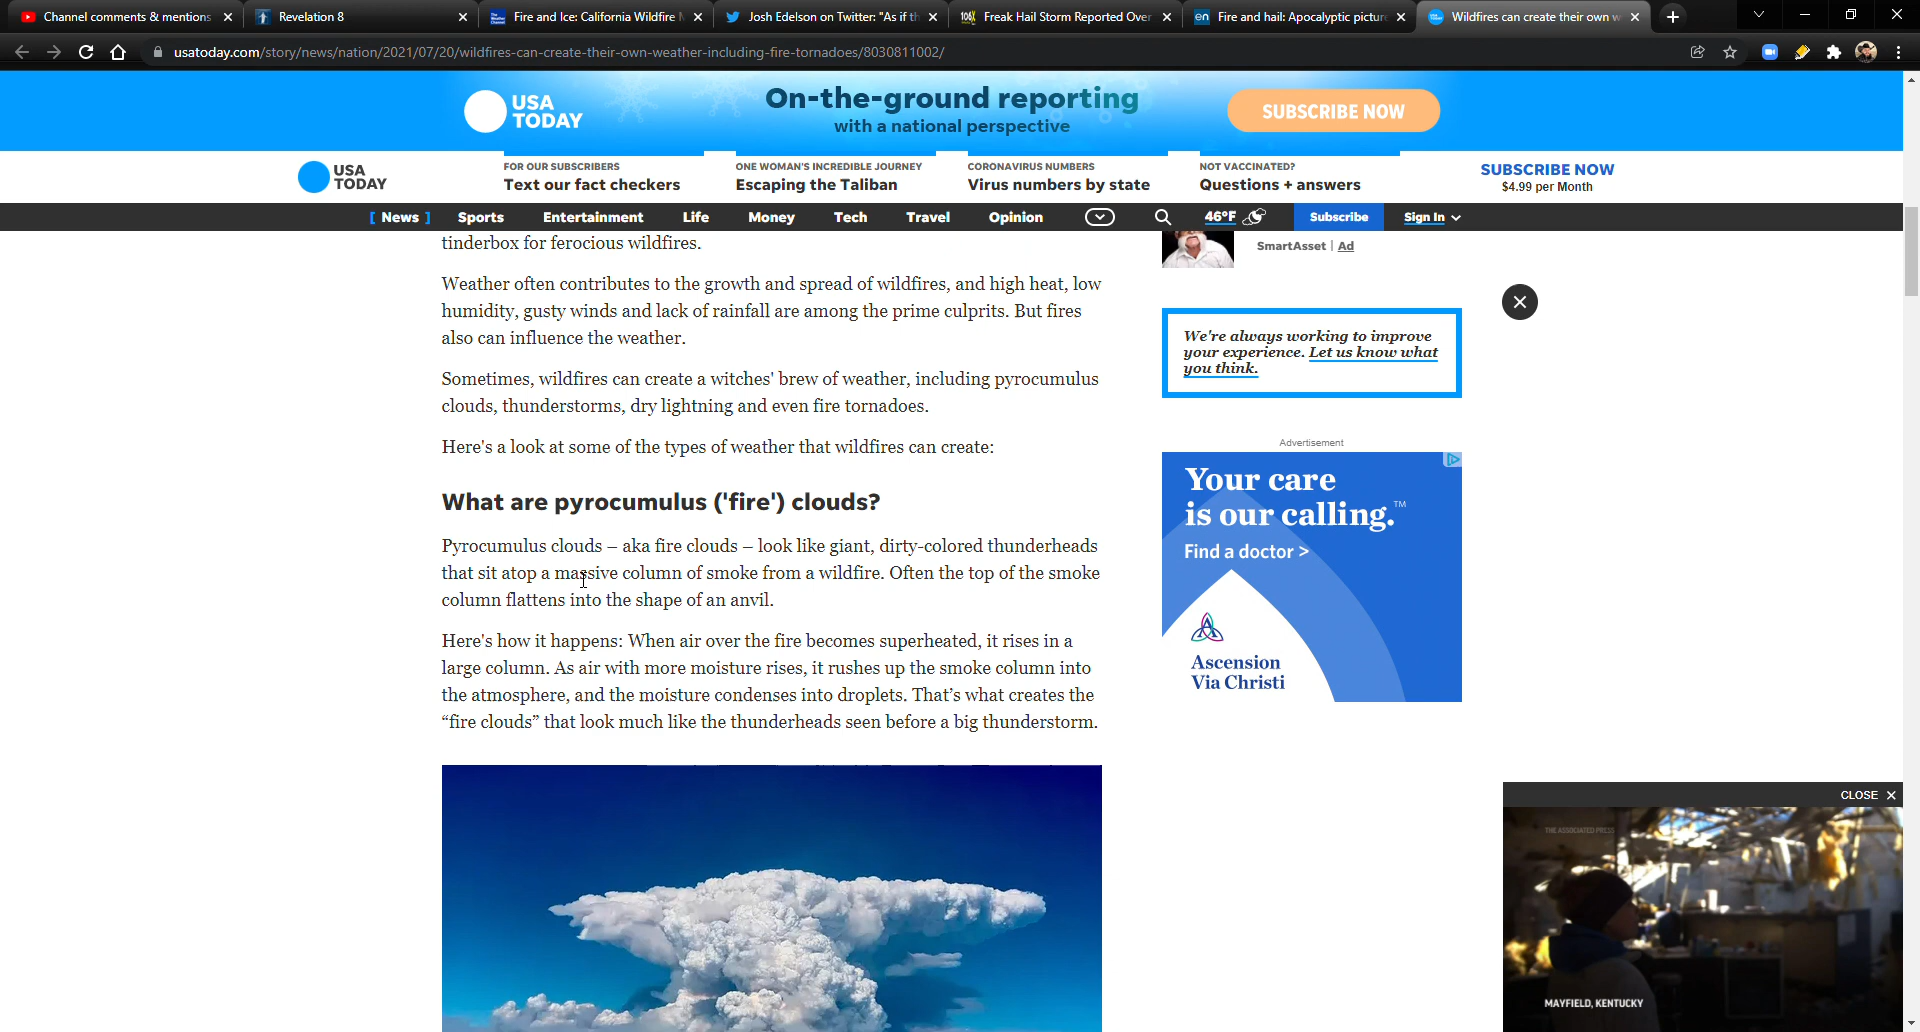 Channel comments & mentions
Revelation 8
Fire and Ice: California Wildfire M
Josh Edelson on Twitter: "As if th
Freak Hail Storm Reported Over
Fire and hail: Apocalyptic picture
Wildfires can create their own w
usatoday.com/story/news/nation/2021/07/20/wildfires-can-create-their-own-weather-including-fire-tornadoes/8030811002/
USA
TODAY
On-the-ground reporting
with a national perspective
SUBSCRIBE NOW
USA
TODAY
FOR OUR SUBSCRIBERS
Text our fact checkers
ONE WOMAN'S INCREDIBLE JOURNEY
Escaping the Taliban
CORONAVIRUS NUMBERS
Virus numbers by state
NOT VACCINATED?
Questions + answers
SUBSCRIBE NOW
$4.99 per Month
[ News ] Sports Entertainment Life Money Tech Travel Opinion 46°F Subscribe Sign In
tinderbox for ferocious wildfires.
Weather often contributes to the growth and spread of wildfires, and high heat, low
humidity, gusty winds and lack of rainfall are among the prime culprits. But fires
also can influence the weather.
Sometimes, wildfires can create a witches' brew of weather, including pyrocumulus
clouds, thunderstorms, dry lightning and even fire tornadoes.
Here's a look at some of the types of weather that wildfires can create:
What are pyrocumulus ('fire') clouds?
Pyrocumulus clouds – aka fire clouds – look like giant, dirty-colored thunderheads
that sit atop a massive column of smoke from a wildfire. Often the top of the smoke
column flattens into the shape of an anvil.
Here's how it happens: When air over the fire becomes superheated, it rises in a
large column. As air with more moisture rises, it rushes up the smoke column into
the atmosphere, and the moisture condenses into droplets. That’s what creates the
“fire clouds” that look much like the thunderheads seen before a big thunderstorm.
SmartAsset | Ad
We're always working to improve
your experience. Let us know what
you think.
Advertisement
Your care
is our calling.™
Find a doctor >
Ascension
Via Christi
CLOSE
THE ASSOCIATED PRESS
MAYFIELD, KENTUCKY